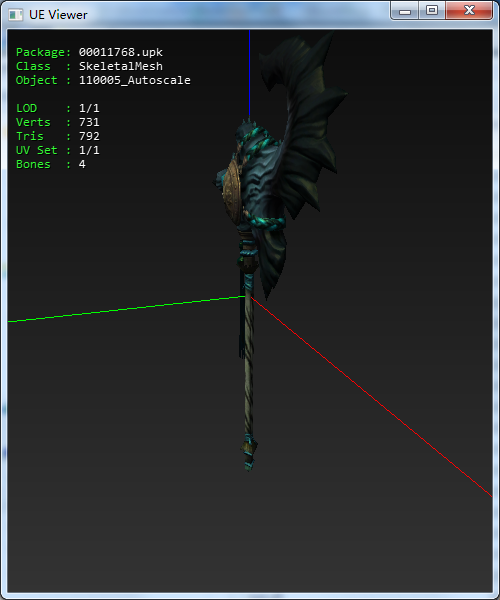 UE Viewer
Package: 00011768.upk
Class : SkeletalMesh
Object : 110005_Autoscale
LOD : 1/1
Verts : 731
Tris : 792
UV Set : 1/1
Bones : 4